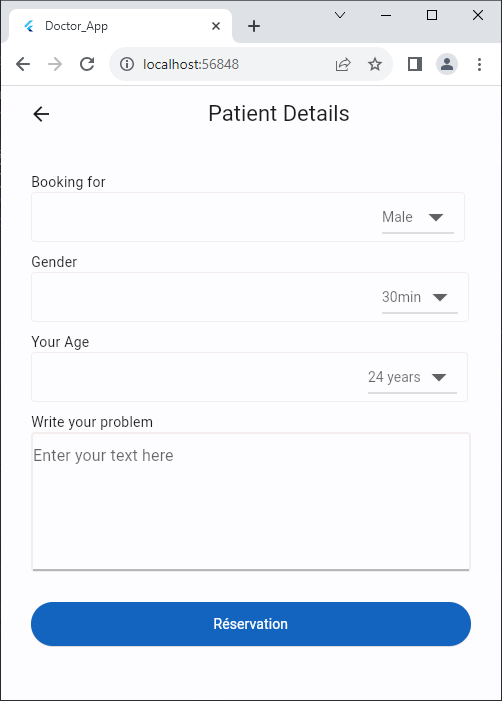 Doctor_App
localhost:56848
Patient Details
Booking for
Male
Gender
30min
Your Age
24 years
Write your problem
Enter your text here
Réservation